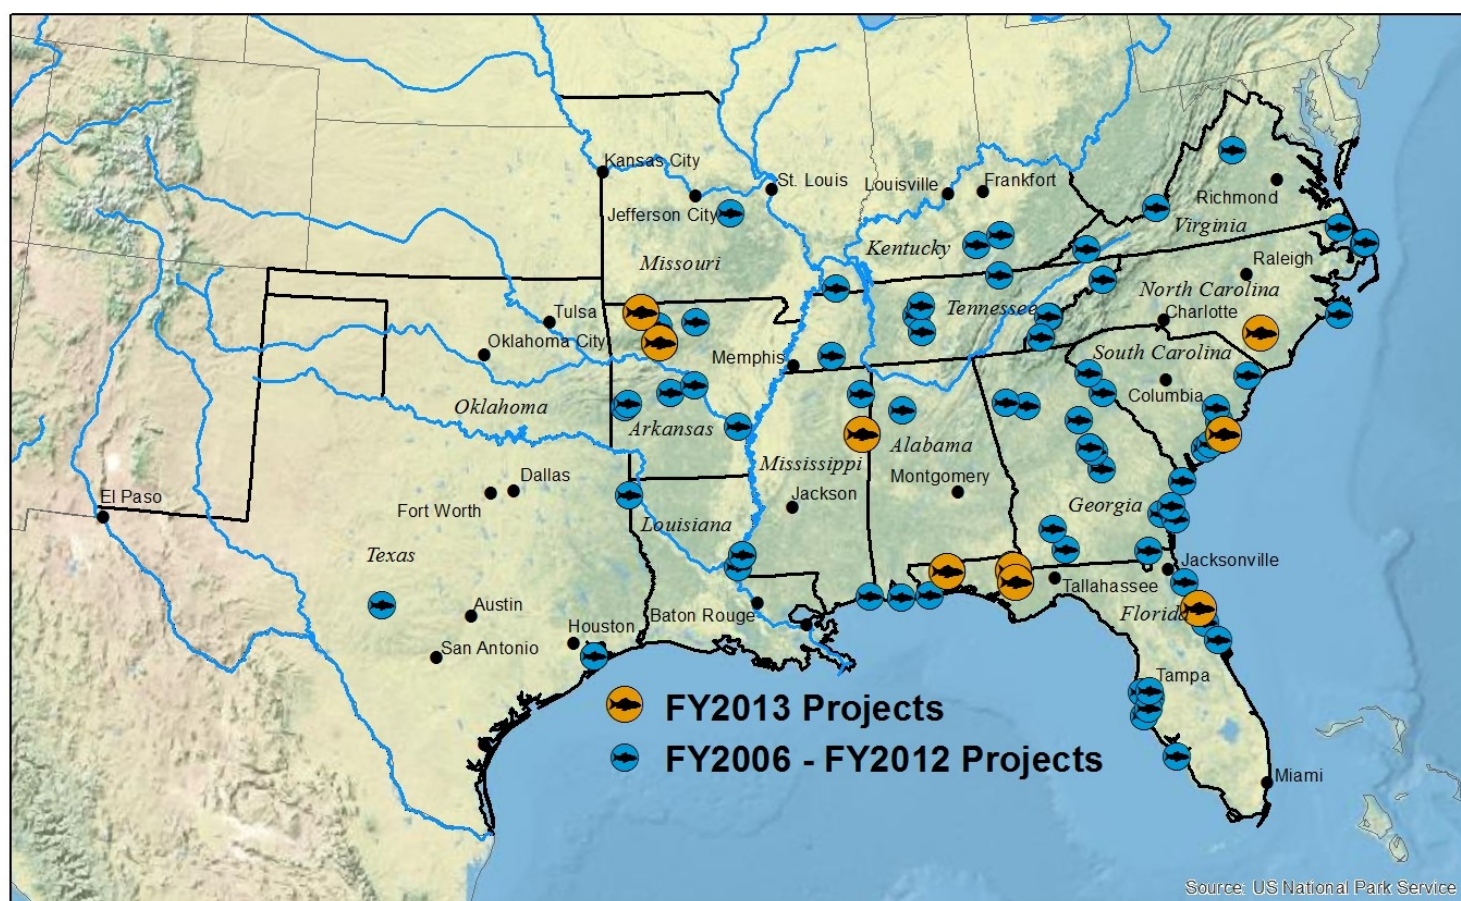 Kansas City
St. Louis
Louisville
Frankfort
Jefferson City
Richmond
Virginia
Kentucky
Missouri
Raleigh
North Carolina
Tulsa
Tennessee
Charlotte
Oklahoma City
Memphis
South Carolina
Columbia
Oklahoma
Arkansas
Alabama
Mississippi
Dallas
Montgomery
El Paso
Jackson
Fort Worth
Georgia
Louisiana
Texas
Jacksonville
Tallahassee
Austin
Baton Rouge
Florida
Houston
San Antonio
Tampa
FY2013 Projects
FY2006 - FY2012 Projects
Miami
Source: US National Park Service